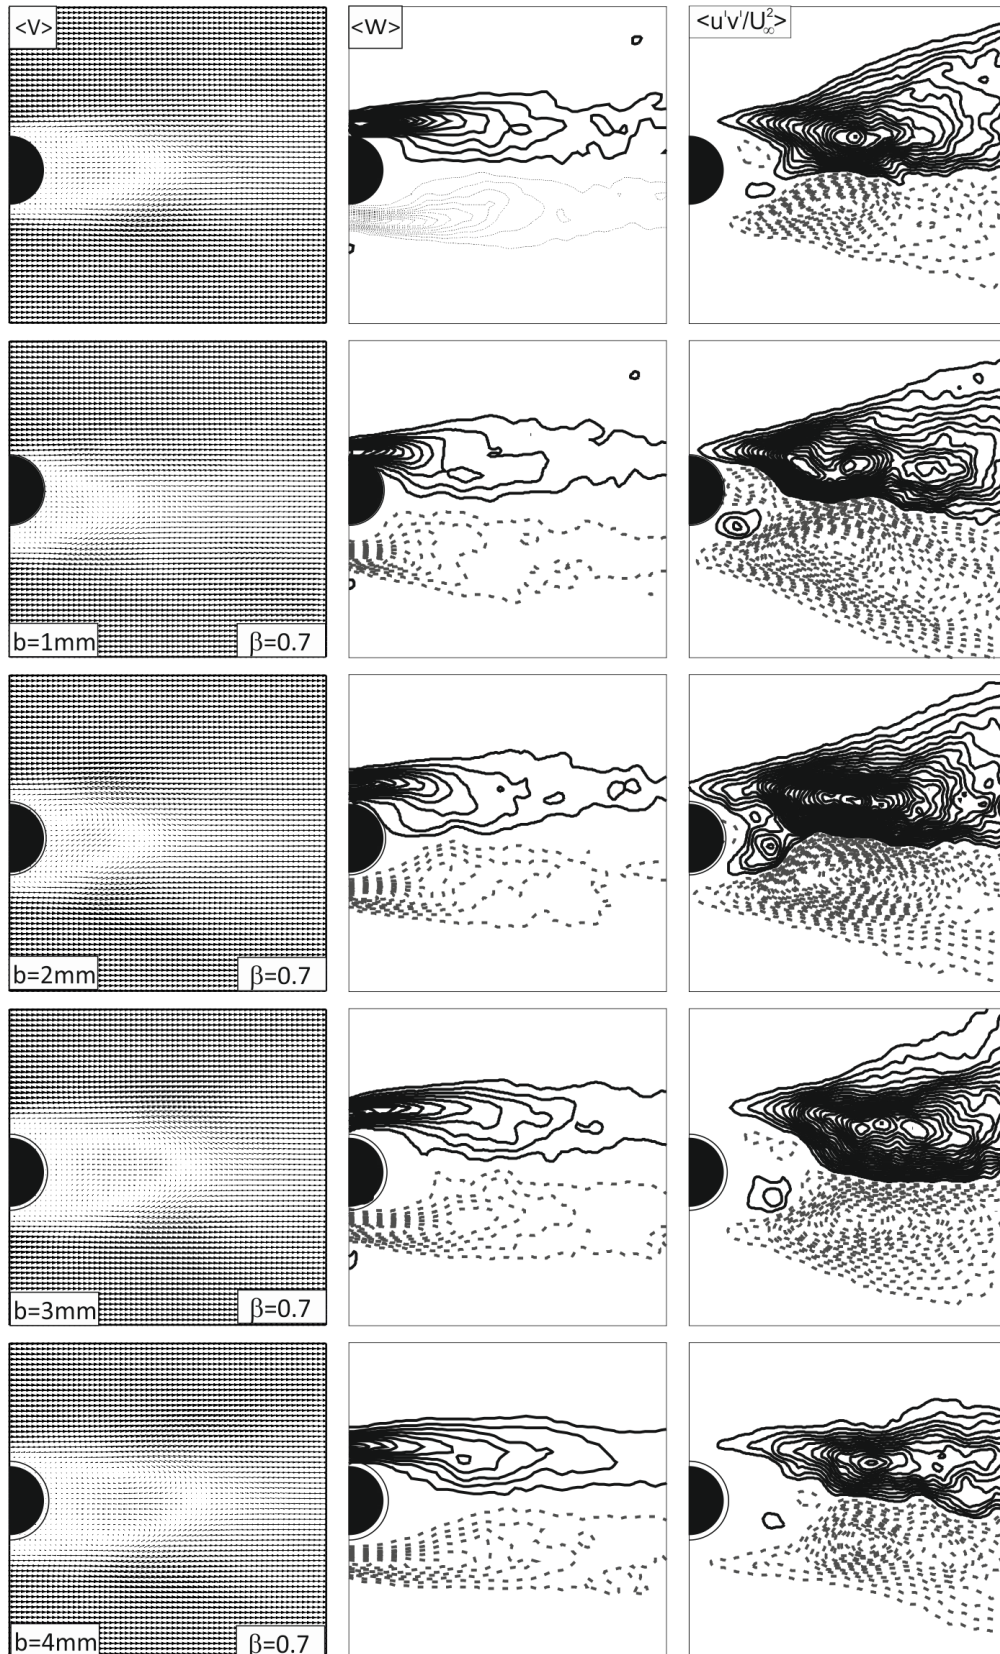 <V>
<W>
<u'v'/U∞²>
b=1mm β=0.7
b=2mm β=0.7
b=3mm β=0.7
b=4mm β=0.7